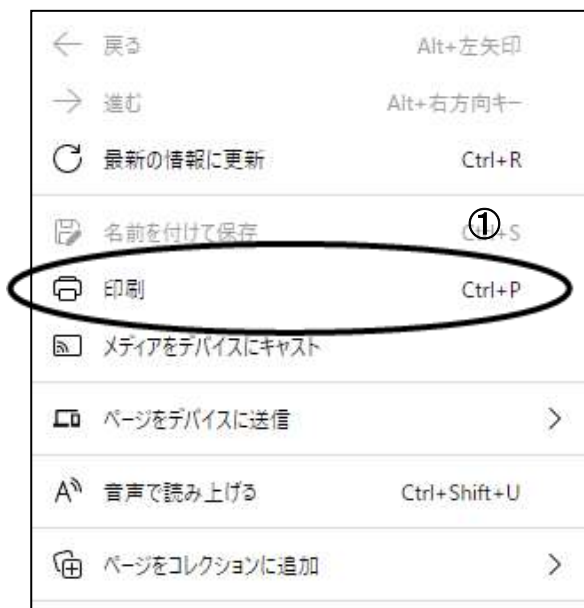 戻る Alt+左矢印
進む Alt+右方向キー
最新の情報に更新 Ctrl+R
①
名前を付けて保存 Ctrl+S
印刷 Ctrl+P
メディアをデバイスにキャスト
ページをデバイスに送信
音声で読み上げる Ctrl+Shift+U
ページをコレクションに追加